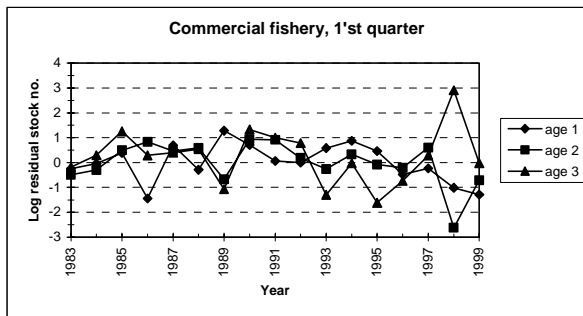 Commercial fishery, 1'st quarter
Log residual stock no.
4
3
2
1
0
-1
-2
-3
1983
1985
1987
1989
1991
1993
1995
1997
1999
Year
age 1
age 2
age 3